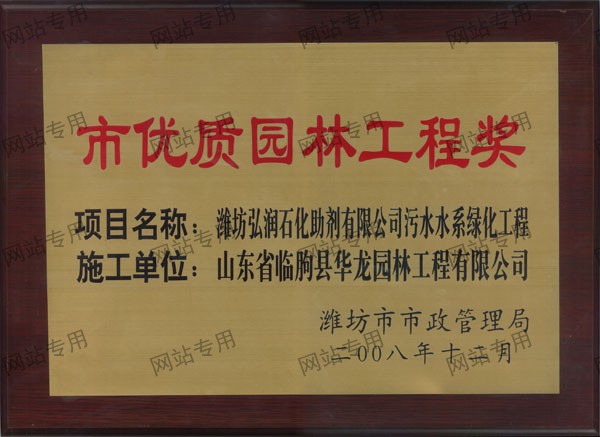 市优质园林工程奖
项目名称：潍坊弘润石化助剂有限公司污水水系绿化工程
施工单位：山东省临朐县华龙园林工程有限公司
潍坊市市政管理局
二00八年十二月
网站专用